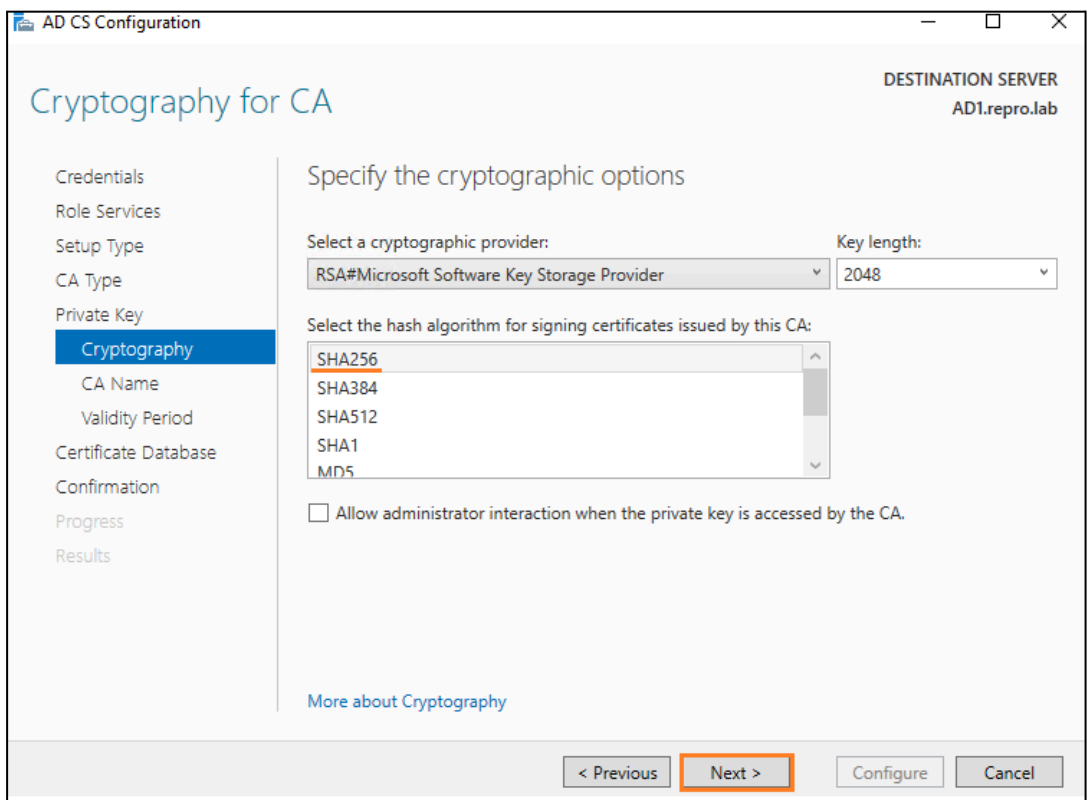 AD CS Configuration
DESTINATION SERVER
AD1.repro.lab
Cryptography for CA
Credentials
Role Services
Setup Type
CA Type
Private Key
Cryptography
CA Name
Validity Period
Certificate Database
Confirmation
Progress
Results
Specify the cryptographic options
Select a cryptographic provider:
Key length:
RSA#Microsoft Software Key Storage Provider
2048
Select the hash algorithm for signing certificates issued by this CA:
SHA256
SHA384
SHA512
SHA1
MD5
Allow administrator interaction when the private key is accessed by the CA.
More about Cryptography
< Previous
Next >
Configure
Cancel